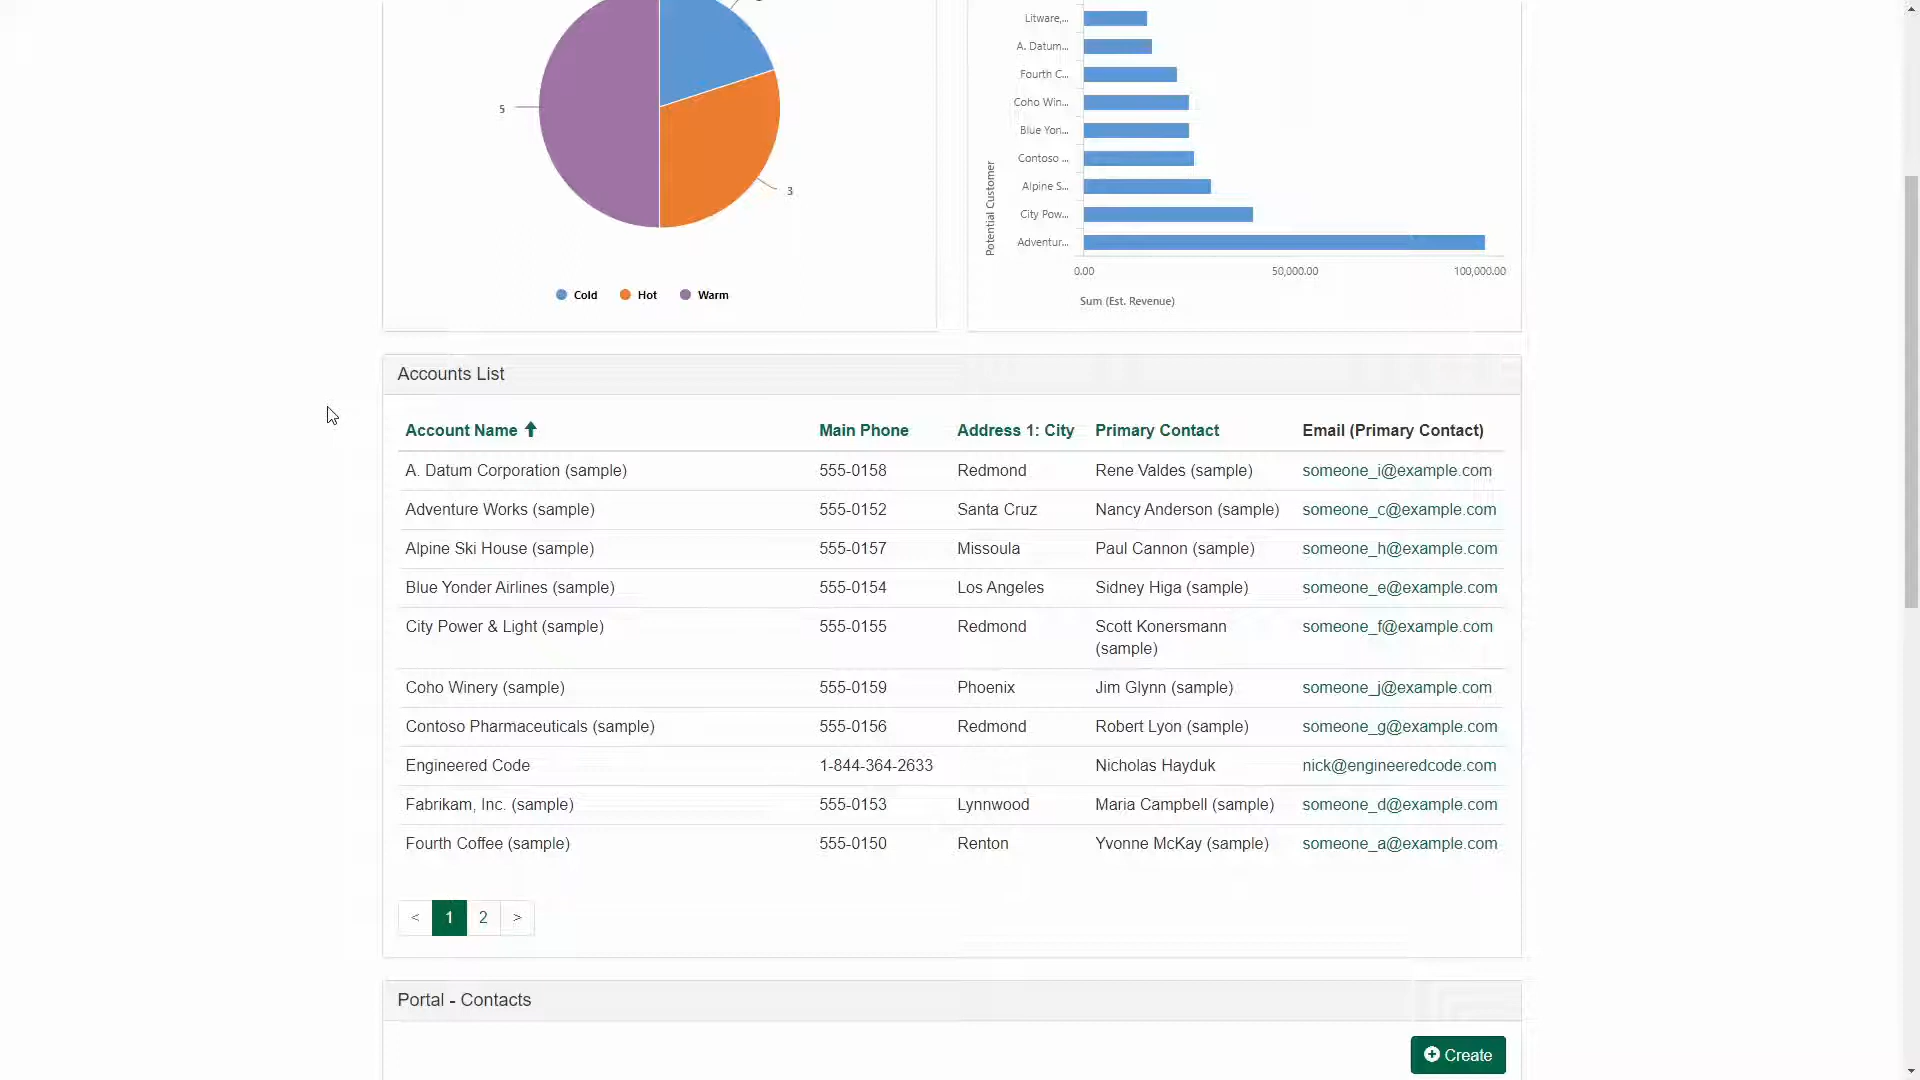 5
3
Cold Hot Warm
Litware,...
A. Datum...
Fourth C...
Coho Win...
Blue Yon...
Contoso ...
Alpine S...
City Pow...
Adventur...
Potential Customer
0.00 50,000.00 100,000.00
Sum (Est. Revenue)
Accounts List
Account Name Main Phone Address 1: City Primary Contact Email (Primary Contact)
A. Datum Corporation (sample) 555-0158 Redmond Rene Valdes (sample) someone_i@example.com
Adventure Works (sample) 555-0152 Santa Cruz Nancy Anderson (sample) someone_c@example.com
Alpine Ski House (sample) 555-0157 Missoula Paul Cannon (sample) someone_h@example.com
Blue Yonder Airlines (sample) 555-0154 Los Angeles Sidney Higa (sample) someone_e@example.com
City Power & Light (sample) 555-0155 Redmond Scott Konersmann someone_f@example.com
(sample)
Coho Winery (sample) 555-0159 Phoenix Jim Glynn (sample) someone_j@example.com
Contoso Pharmaceuticals (sample) 555-0156 Redmond Robert Lyon (sample) someone_g@example.com
Engineered Code 1-844-364-2633 Nicholas Hayduk nick@engineeredcode.com
Fabrikam, Inc. (sample) 555-0153 Lynnwood Maria Campbell (sample) someone_d@example.com
Fourth Coffee (sample) 555-0150 Renton Yvonne McKay (sample) someone_a@example.com
< 1 2 >
Portal - Contacts
Create